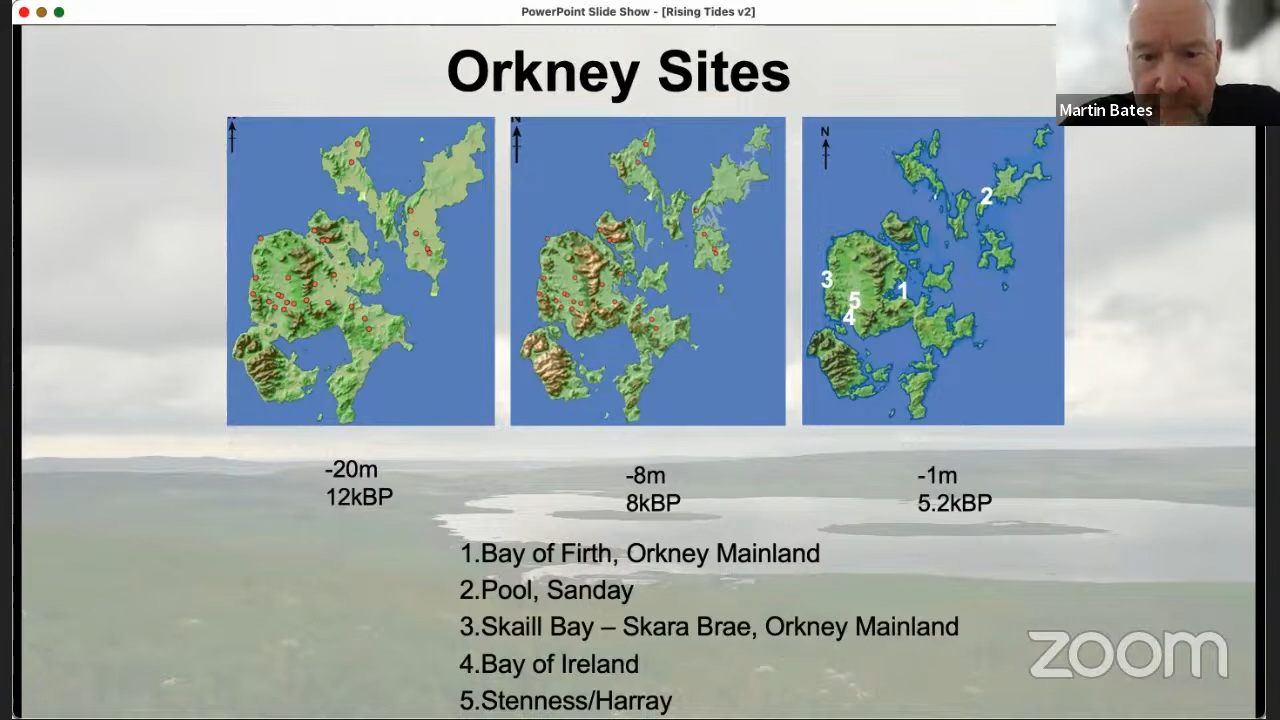 PowerPoint Slide Show - [Rising Tides v2]
Orkney Sites
Martin Bates
N
N
N
2
3
1
5
4
-20m
12kBP
-8m
8kBP
-1m
5.2kBP
1.Bay of Firth, Orkney Mainland
2.Pool, Sanday
3.Skaill Bay – Skara Brae, Orkney Mainland
4.Bay of Ireland
5.Stenness/Harray
zoom